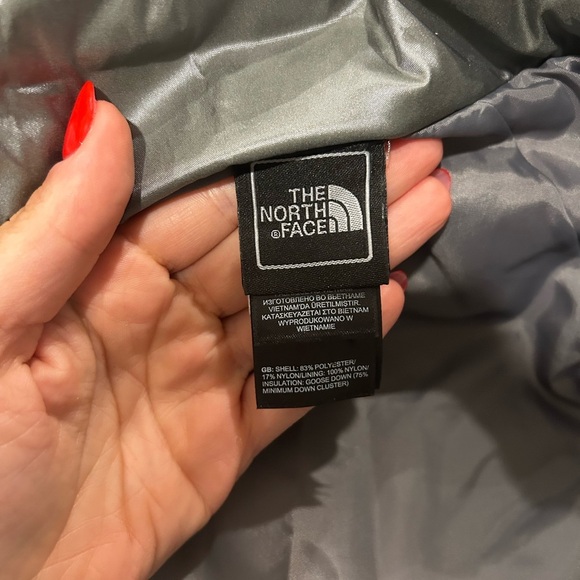 THE
NORTH
®FACE
ИЗГОТОВЛЕНО ВО ВЬЕТНАМЕ
VIETNAM'DA ÜRETILMIŞTIR.
ΚΑΤΑΣΚΕΥΑΖΕΤΑΙ ΣΤΟ ΒΙΕΤΝΑΜ
WYPRODUKOWANO W
WIETNAMIE
GB: SHELL: 83% POLYESTER/
17% NYLON/LINING: 100% NYLON/
INSULATION: GOOSE DOWN (75%
MINIMUM DOWN CLUSTER)